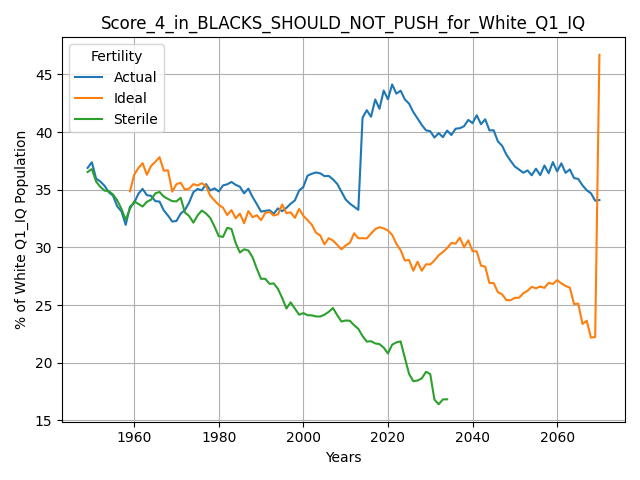 Score_4_in_BLACKS_SHOULD_NOT_PUSH_for_White_Q1_IQ
Fertility
Actual
Ideal
Sterile
% of White Q1_IQ Population
45
40
35
30
25
20
15
1960
1980
2000
2020
2040
2060
Years